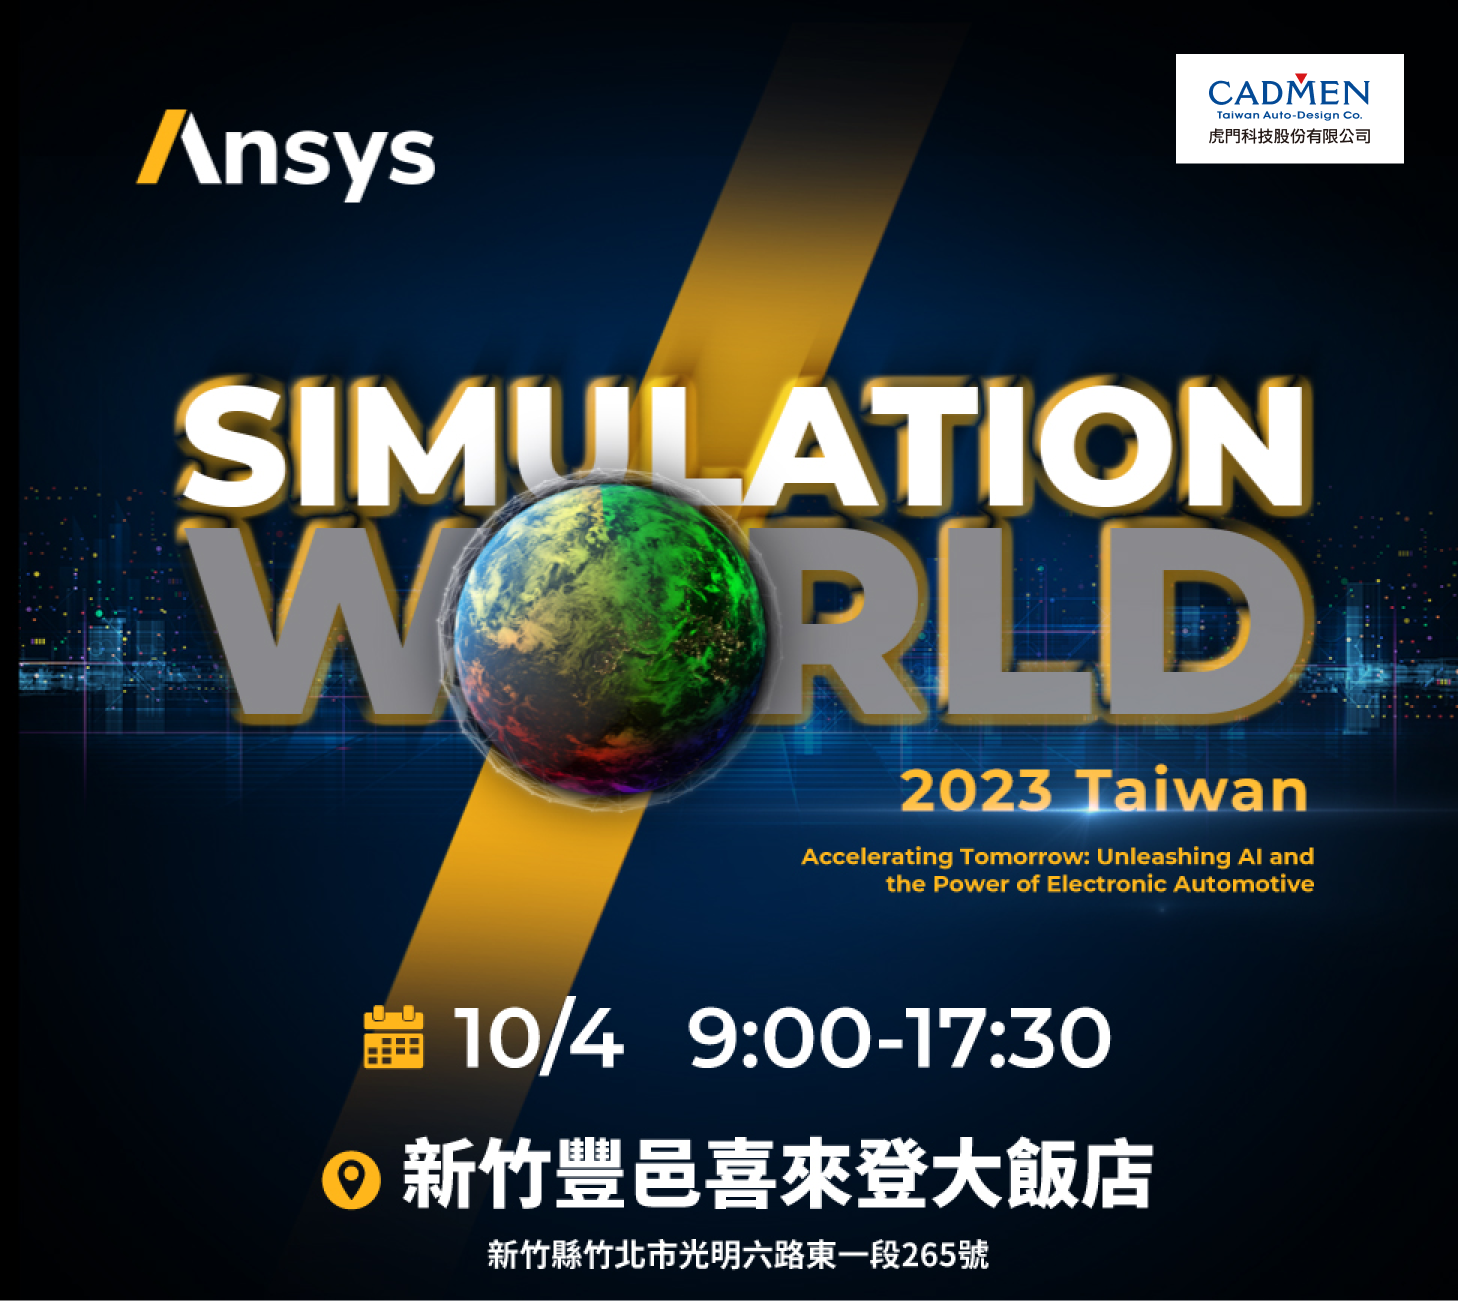 Ansys
CADMEN
Taiwan Auto-Design Co.
虎門科技股份有限公司
SIMULATION
WORLD
2023 Taiwan
Accelerating Tomorrow: Unleashing AI and
the Power of Electronic Automotive
10/4 9:00-17:30
新竹豐邑喜來登大飯店
新竹縣竹北市光明六路東一段265號